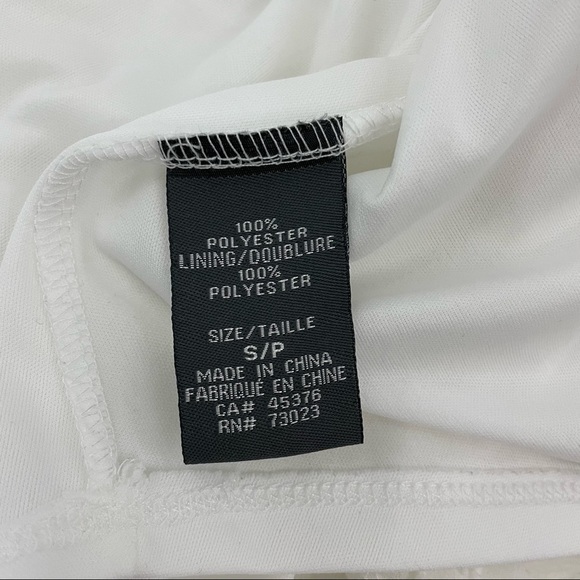 100%
POLYESTER
LINING/DOUBLURE
100%
POLYESTER
SIZE/TAILLE
S/P
MADE IN CHINA
FABRIQUÉ EN CHINE
CA# 45376
RN# 73023